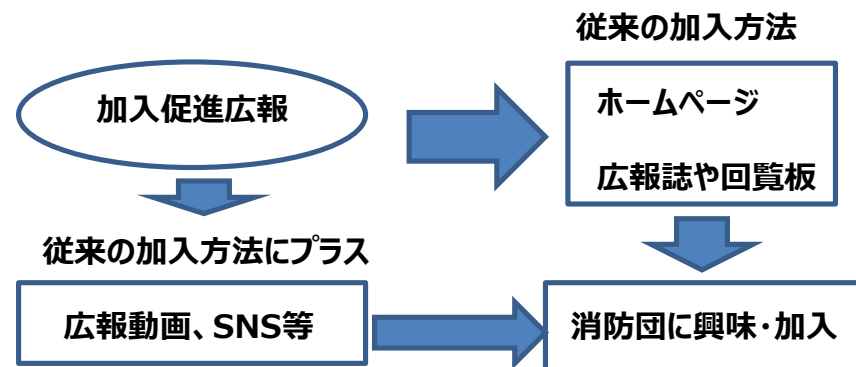 従来の加入方法
加入促進広報
ホームページ
広報誌や回覧板
従来の加入方法にプラス
広報動画、SNS等
消防団に興味・加入